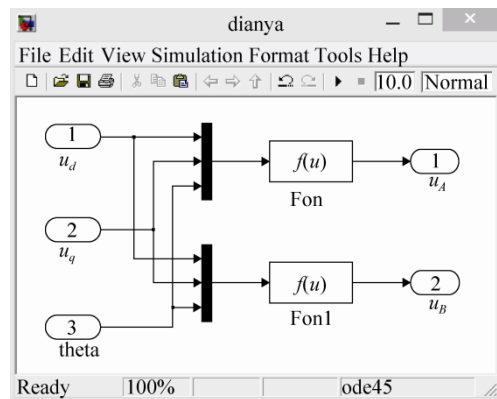 dianya
File Edit View Simulation Format Tools Help
10.0 Normal
1
u_d
f(u)
1
u_A
Fon
2
u_q
f(u)
2
u_B
Fon1
3
theta
Ready 100% ode45